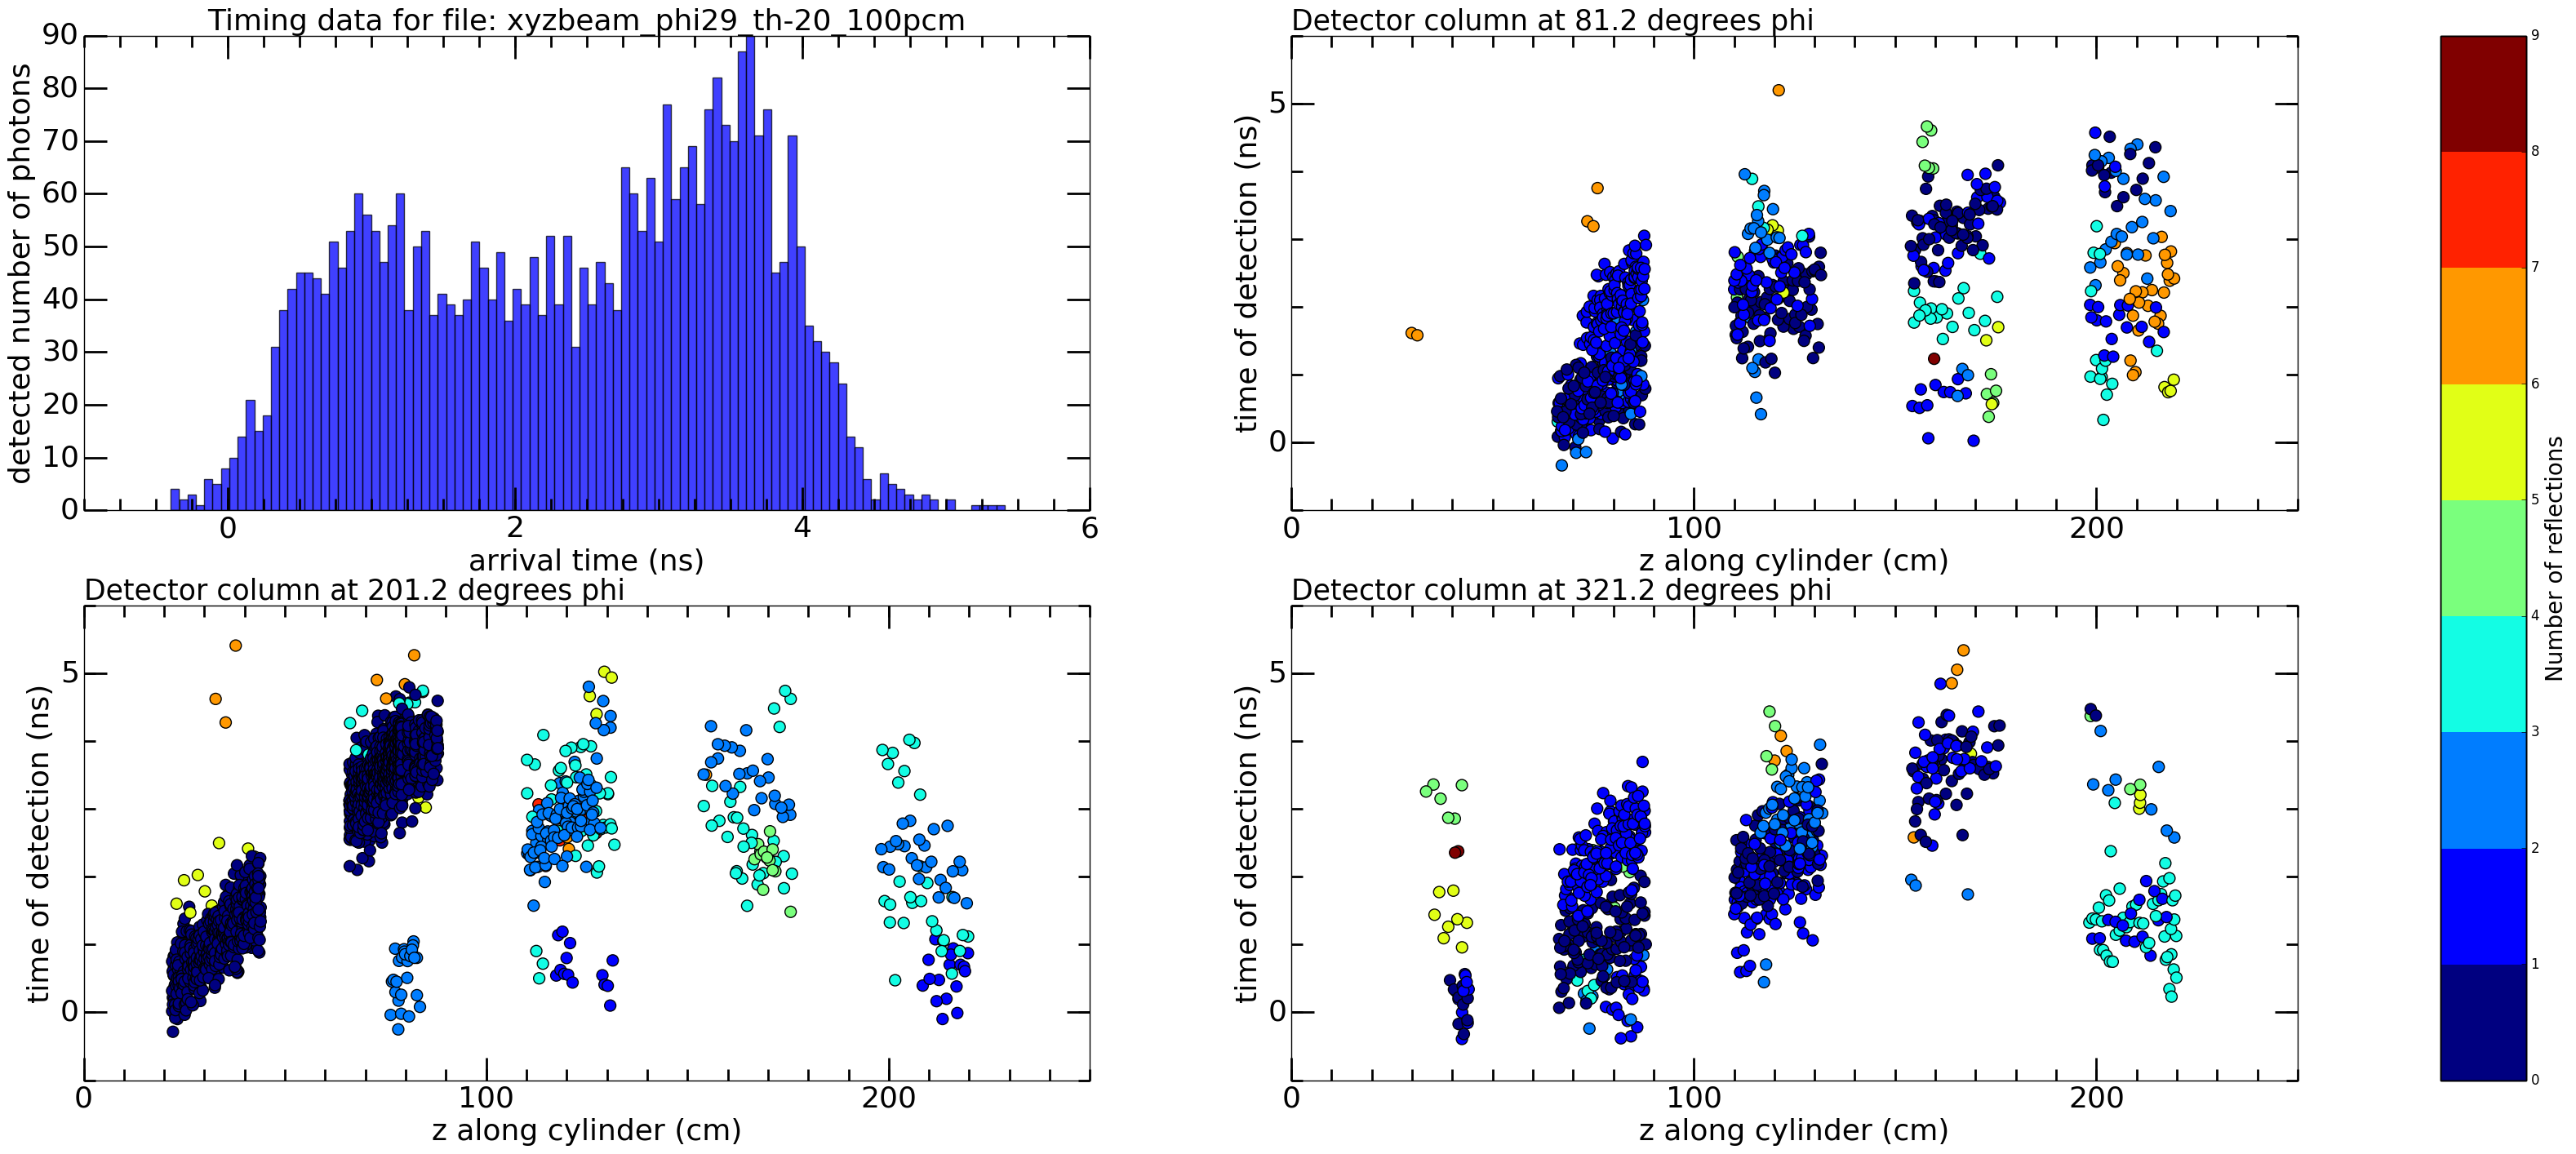 Timing data for file: xyzbeam_phi29_th-20_100pcm
detected number of photons
90
80
70
60
50
40
30
20
10
0
0 2 4 6
arrival time (ns)
Detector column at 81.2 degrees phi
time of detection (ns)
5
0
0 100 200
z along cylinder (cm)
Detector column at 201.2 degrees phi
time of detection (ns)
5
0
0 100 200
z along cylinder (cm)
Detector column at 321.2 degrees phi
time of detection (ns)
5
0
0 100 200
z along cylinder (cm)
9
8
7
6
5
4
3
2
1
0
Number of reflections